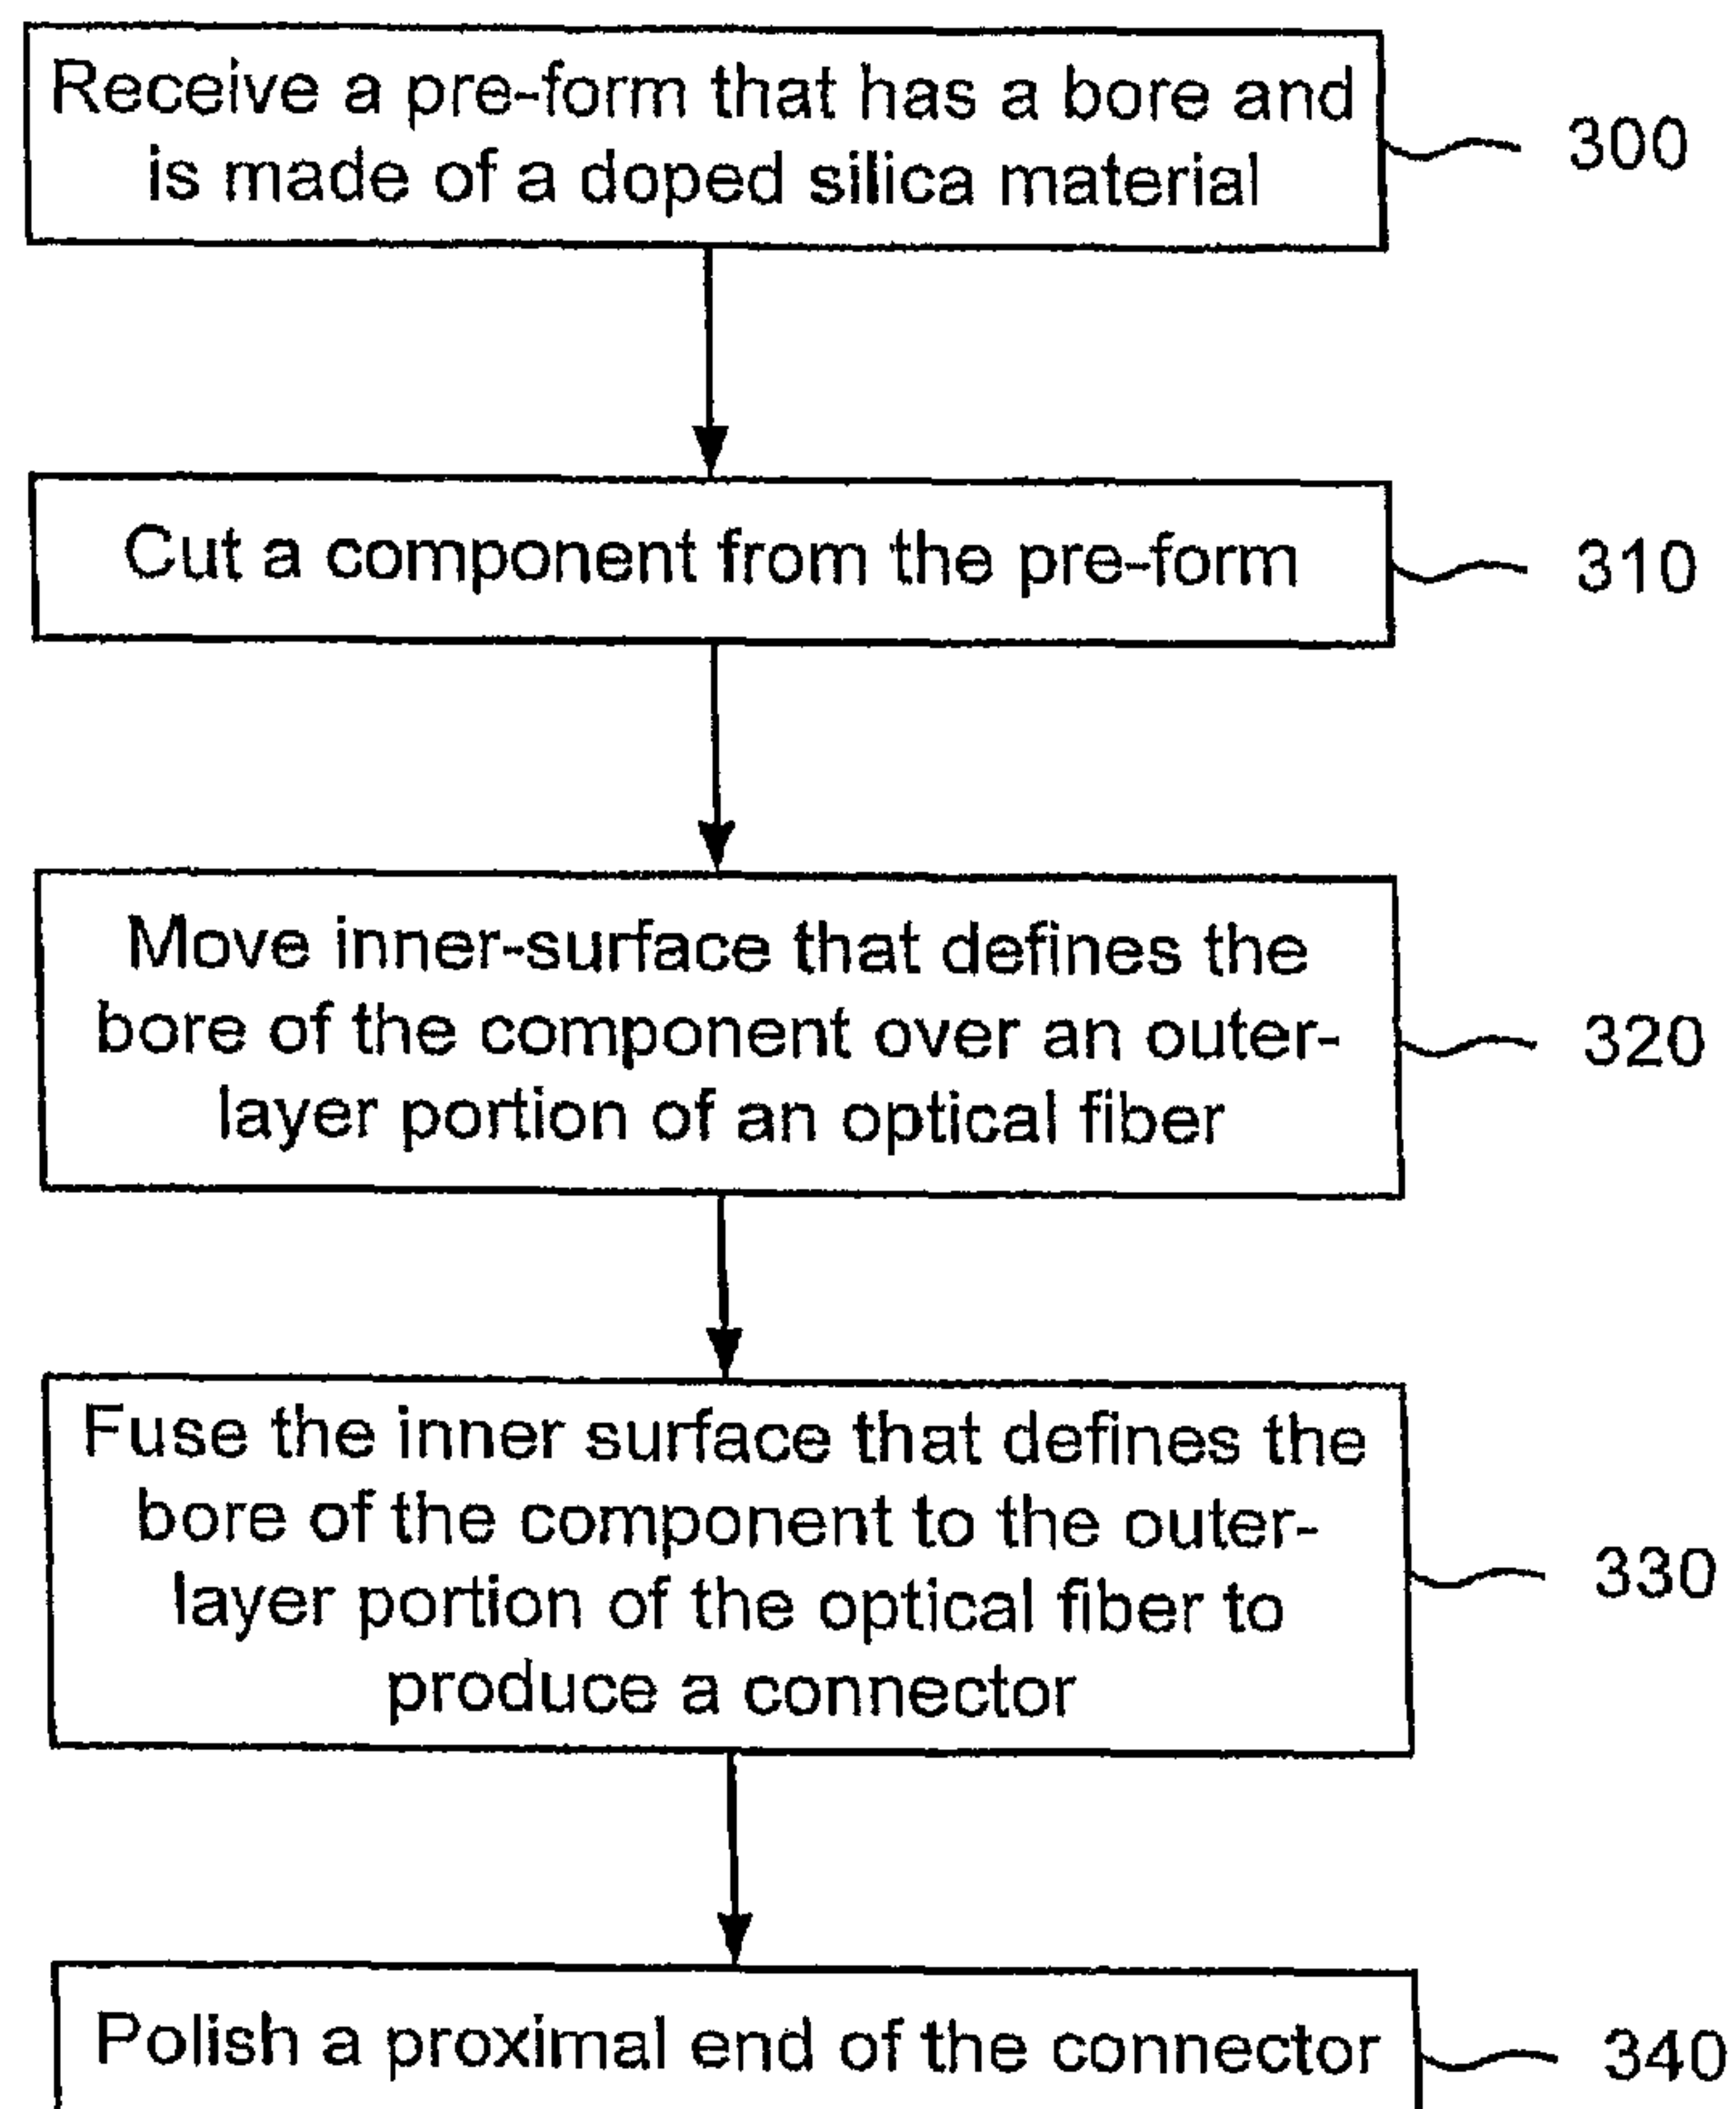 Receive a pre-form that has a bore and
is made of a doped silica material
300
Cut a component from the pre-form
310
Move inner-surface that defines the
bore of the component over an outer-
layer portion of an optical fiber
320
Fuse the inner surface that defines the
bore of the component to the outer-
layer portion of the optical fiber to
produce a connector
330
Polish a proximal end of the connector
340